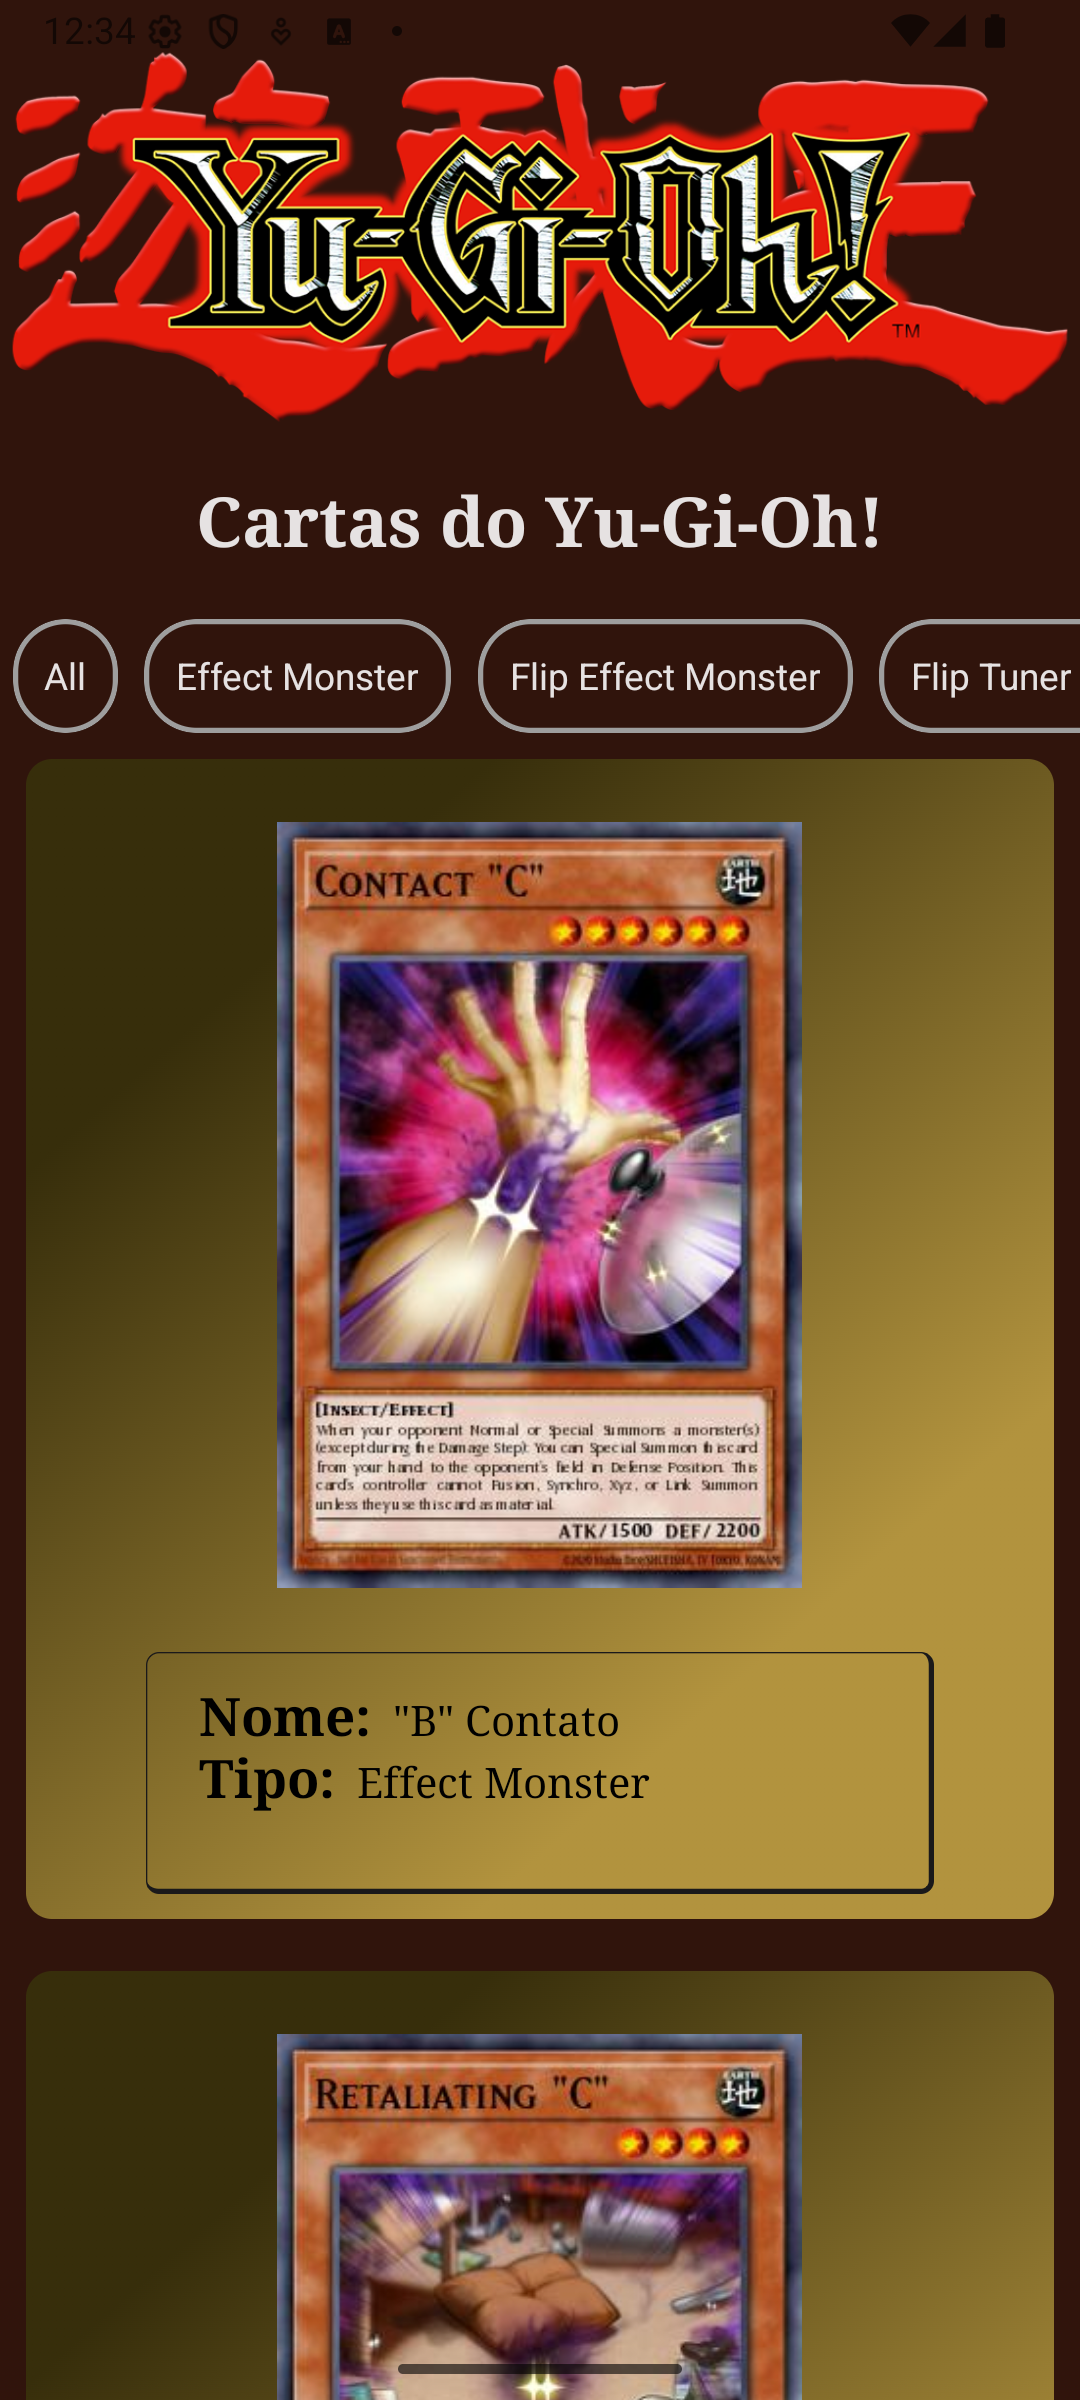 12:34
Yu-Gi-Oh!
TM
Cartas do Yu-Gi-Oh!
All
Effect Monster
Flip Effect Monster
Flip Tuner
CONTACT "C"
EARTH
地
[INSECT/EFFECT]
When your opponent Normal or Special Summons a monster(s)
(except during the Damage Step): You can Special Summon this card
from your hand to the opponent's field in Defense Position. This
card's controller cannot Fusion, Synchro, Xyz, or Link Summon
unless they use this card as material.
ATK/1500 DEF/2200
Nome: "B" Contato
Tipo: Effect Monster
RETALIATING "C"
EARTH
地